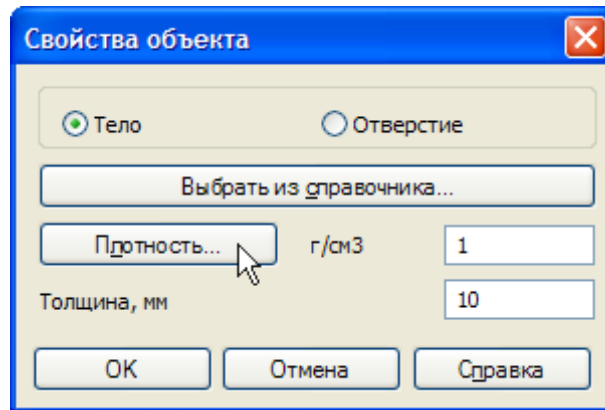 Свойства объекта
Тело Отверстие
Выбрать из справочника...
Плотность... г/см3 1
Толщина, мм 10
OK Отмена Справка